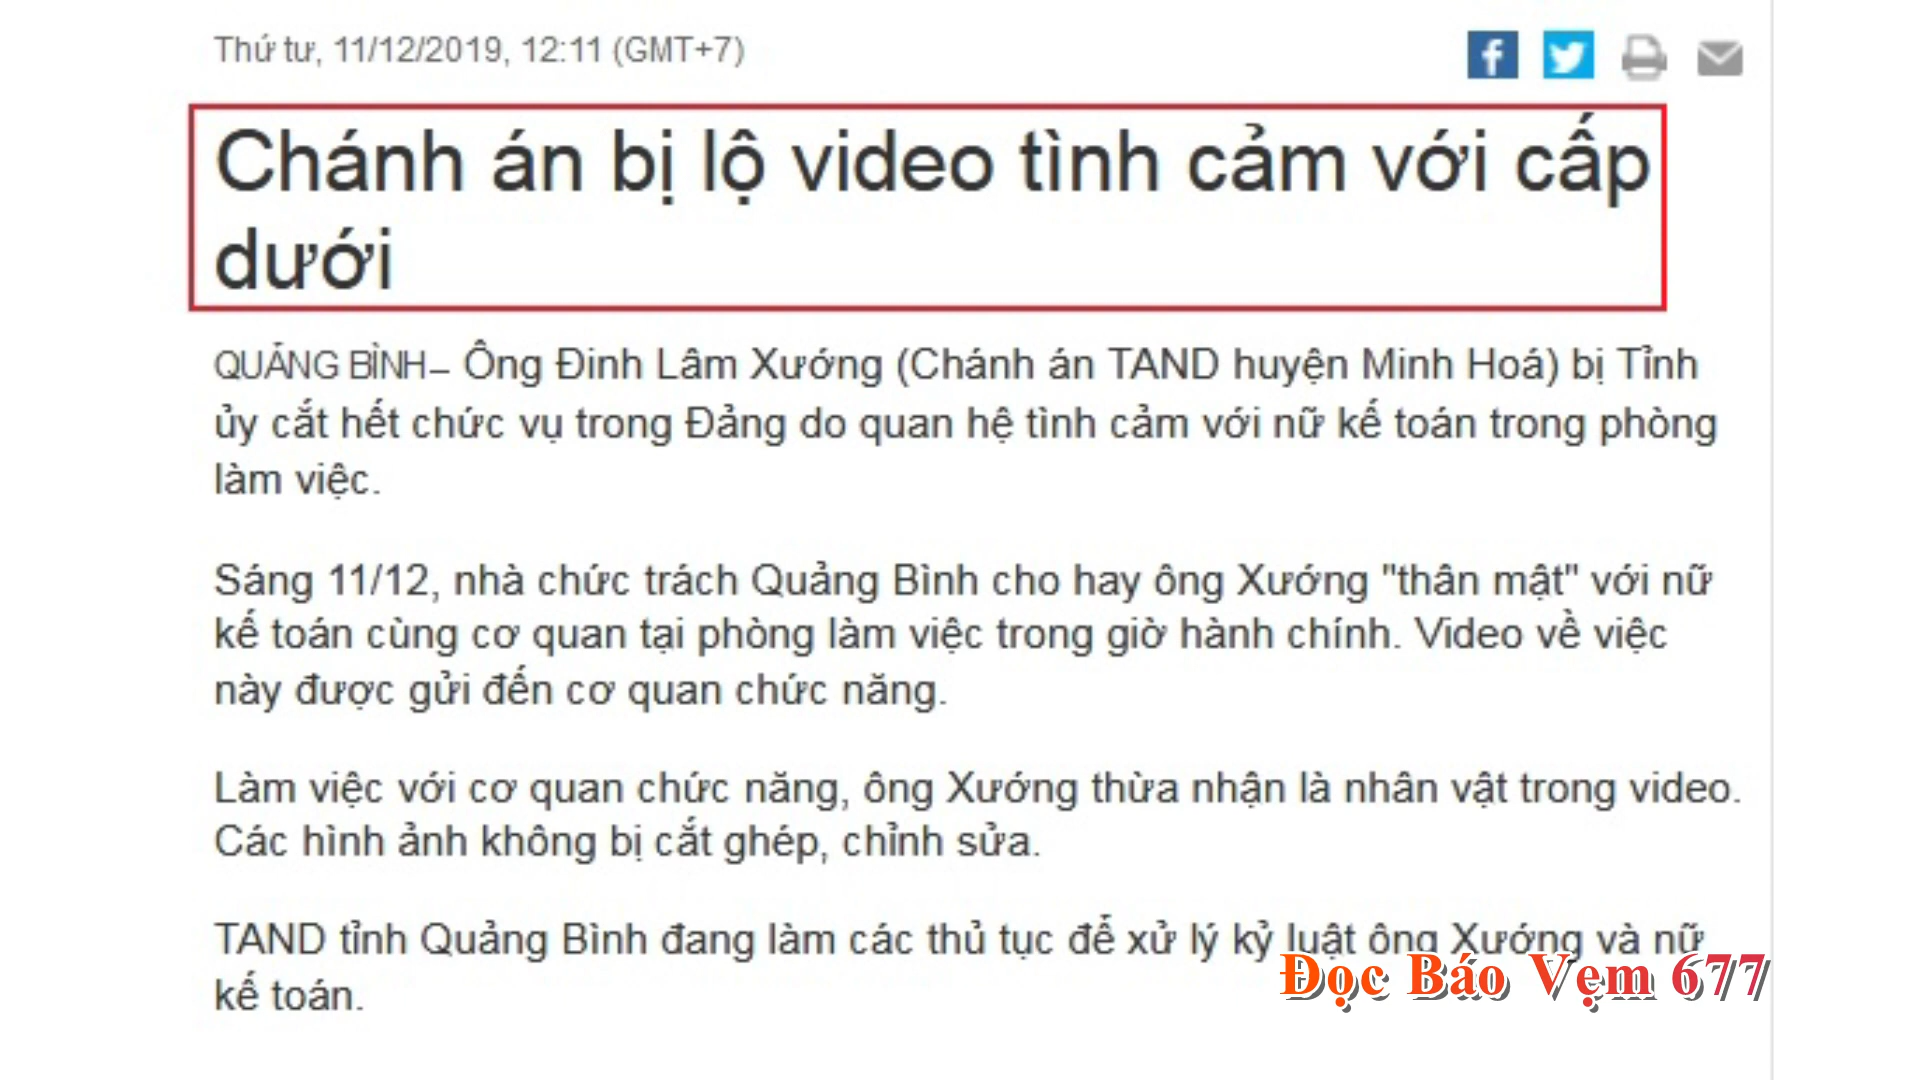 Thứ tư, 11/12/2019, 12:11 (GMT+7)
Chánh án bị lộ video tình cảm với cấp
dưới
QUẢNG BÌNH– Ông Đinh Lâm Xướng (Chánh án TAND huyện Minh Hoá) bị Tỉnh
ủy cắt hết chức vụ trong Đảng do quan hệ tình cảm với nữ kế toán trong phòng
làm việc.
Sáng 11/12, nhà chức trách Quảng Bình cho hay ông Xướng "thân mật" với nữ
kế toán cùng cơ quan tại phòng làm việc trong giờ hành chính. Video về việc
này được gửi đến cơ quan chức năng.
Làm việc với cơ quan chức năng, ông Xướng thừa nhận là nhân vật trong video.
Các hình ảnh không bị cắt ghép, chỉnh sửa.
TAND tỉnh Quảng Bình đang làm các thủ tục để xử lý kỷ luật ông Xướng và nữ
kế toán.
Đọc Báo Vẹm 677